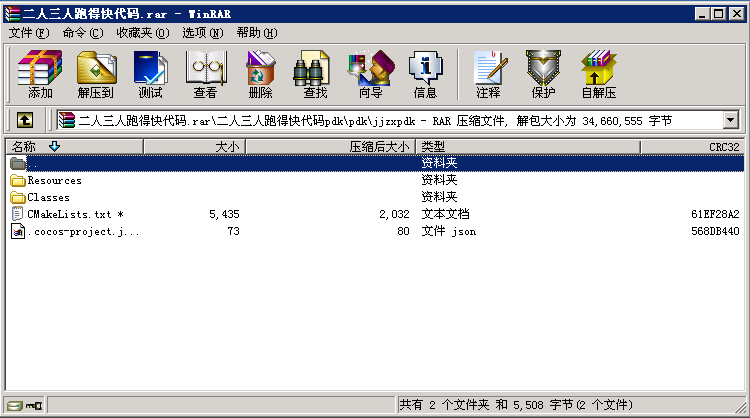 二人三人跑得快代码.rar - WinRAR
文件(F) 命令(C) 收藏夹(O) 选项(N) 帮助(H)
添加 解压到 测试 查看 删除 查找 向导 信息 注释 保护 自解压
二人三人跑得快代码.rar\二人三人跑得快代码pdk\pdk\jjzxpdk - RAR 压缩文件, 解包大小为 34,660,555 字节
名称 大小 压缩后大小 类型 CRC32
.. 资料夹
Resources 资料夹
Classes 资料夹
CMakeLists.txt * 5,435 2,032 文本文档 61EF28A2
.cocos-project.j... 73 80 文件 json 568DB440
共有 2 个文件夹 和 5,508 字节(2 个文件)